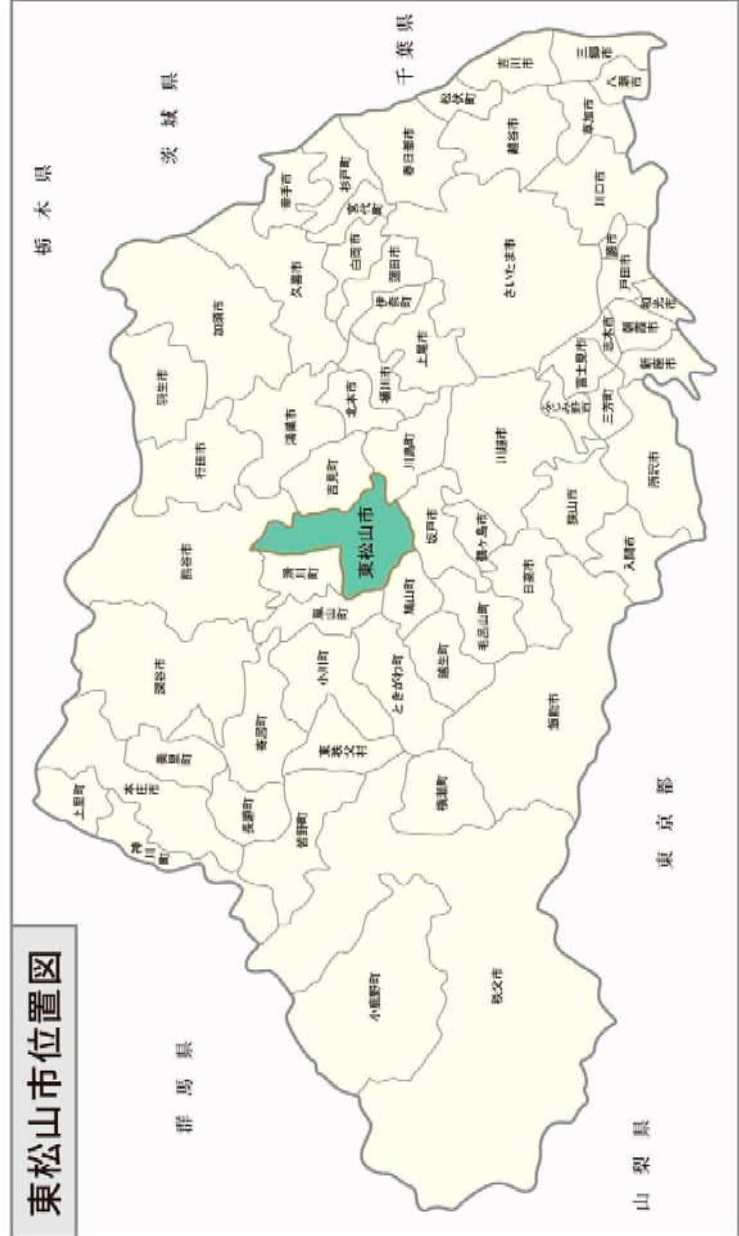 東松山市位置図
群馬県
栃木県
茨城県
千葉県
東京都
山梨県
上里町
神川町
本庄市
美里町
深谷市
熊谷市
行田市
羽生市
加須市
長瀞町
皆野町
寄居町
小川町
東秩父村
嵐山町
滑川町
東松山市
吉見町
鴻巣市
北本市
桶川市
久喜市
幸手市
杉戸町
宮代町
白岡市
蓮田市
伊奈町
上尾市
春日部市
松伏町
吉川市
三郷市
八潮市
草加市
越谷市
さいたま市
川口市
蕨市
戸田市
和光市
朝霞市
志木市
新座市
富士見市
ふじみ野市
三芳町
川越市
川島町
坂戸市
鶴ヶ島市
狭山市
所沢市
入間市
日高市
毛呂山町
越生町
鳩山町
ときがわ町
飯能市
横瀬町
小鹿野町
秩父市